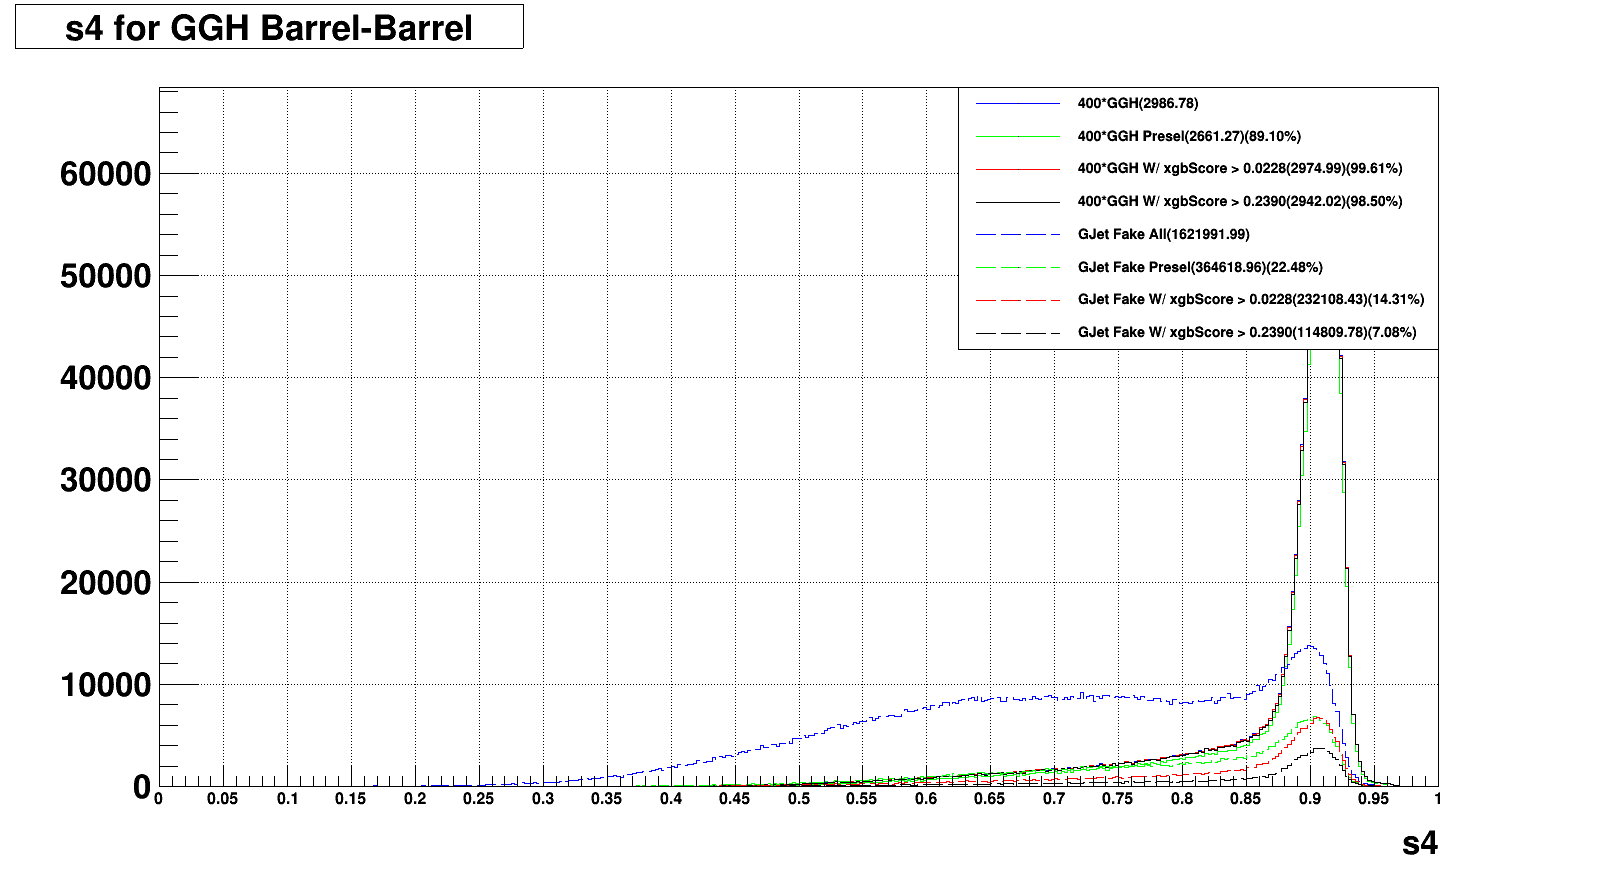 s4 for GGH Barrel-Barrel
400*GGH(2986.78)
400*GGH Presel(2661.27)(89.10%)
400*GGH W/ xgbScore > 0.0228(2974.99)(99.61%)
400*GGH W/ xgbScore > 0.2390(2942.02)(98.50%)
GJet Fake All(1621991.99)
GJet Fake Presel(364618.96)(22.48%)
GJet Fake W/ xgbScore > 0.0228(232108.43)(14.31%)
GJet Fake W/ xgbScore > 0.2390(114809.78)(7.08%)
60000
50000
40000
30000
20000
10000
0
0 0.05 0.1 0.15 0.2 0.25 0.3 0.35 0.4 0.45 0.5 0.55 0.6 0.65 0.7 0.75 0.8 0.85 0.9 0.95 1
s4